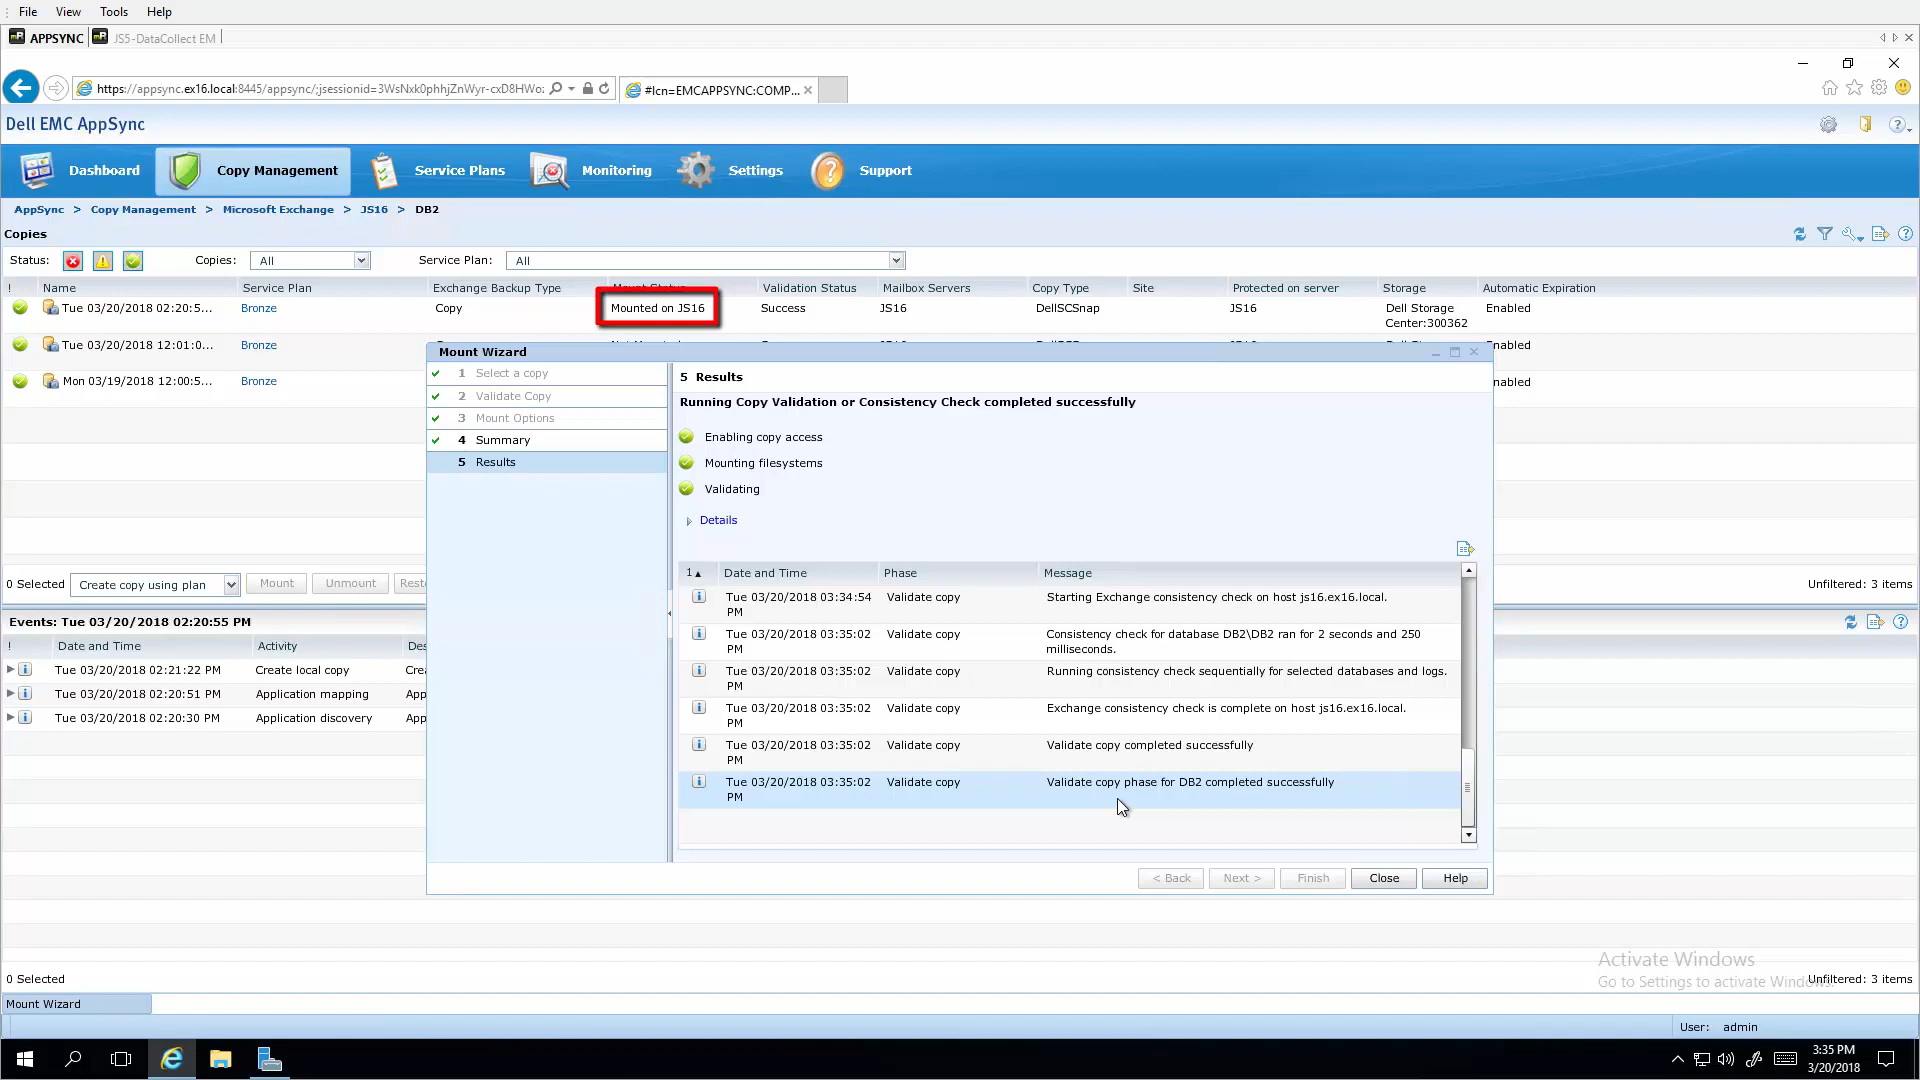 File View Tools Help
APPSYNC JS5-DataCollect EM
https://appsync.ex16.local:8445/appsync/;jsessionid=3WsNxk0phhjZnWyr-cxD8HWo: #lcn=EMCAPPSYNC:COMP...
Dell EMC AppSync
Dashboard Copy Management Service Plans Monitoring Settings Support
AppSync > Copy Management > Microsoft Exchange > JS16 > DB2
Copies
Status: Copies: All Service Plan: All
! Name Service Plan Exchange Backup Type Mount Status Validation Status Mailbox Servers Copy Type Site Protected on server Storage Automatic Expiration
Tue 03/20/2018 02:20:5... Bronze Copy Mounted on JS16 Success JS16 DellSCSnap JS16 Dell Storage Enabled
Center:300362
Tue 03/20/2018 12:01:0... Bronze Enabled
Mon 03/19/2018 12:00:5... Bronze nabled
Mount Wizard
1 Select a copy
2 Validate Copy
3 Mount Options
4 Summary
5 Results
5 Results
Running Copy Validation or Consistency Check completed successfully
Enabling copy access
Mounting filesystems
Validating
Details
1 Date and Time Phase Message
Tue 03/20/2018 03:34:54 Validate copy Starting Exchange consistency check on host js16.ex16.local.
PM
Tue 03/20/2018 03:35:02 Validate copy Consistency check for database DB2\DB2 ran for 2 seconds and 250
PM milliseconds.
Tue 03/20/2018 03:35:02 Validate copy Running consistency check sequentially for selected databases and logs.
PM
Tue 03/20/2018 03:35:02 Validate copy Exchange consistency check is complete on host js16.ex16.local.
PM
Tue 03/20/2018 03:35:02 Validate copy Validate copy completed successfully
PM
Tue 03/20/2018 03:35:02 Validate copy Validate copy phase for DB2 completed successfully
PM
< Back Next > Finish Close Help
0 Selected Create copy using plan Mount Unmount Rest Unfiltered: 3 items
Events: Tue 03/20/2018 02:20:55 PM
! Date and Time Activity Des
Tue 03/20/2018 02:21:22 PM Create local copy Crea
Tue 03/20/2018 02:20:51 PM Application mapping App
Tue 03/20/2018 02:20:30 PM Application discovery App
Activate Windows
Go to Settings to activate Windows.
0 Selected Unfiltered: 3 items
Mount Wizard
User: admin
3:35 PM
3/20/2018